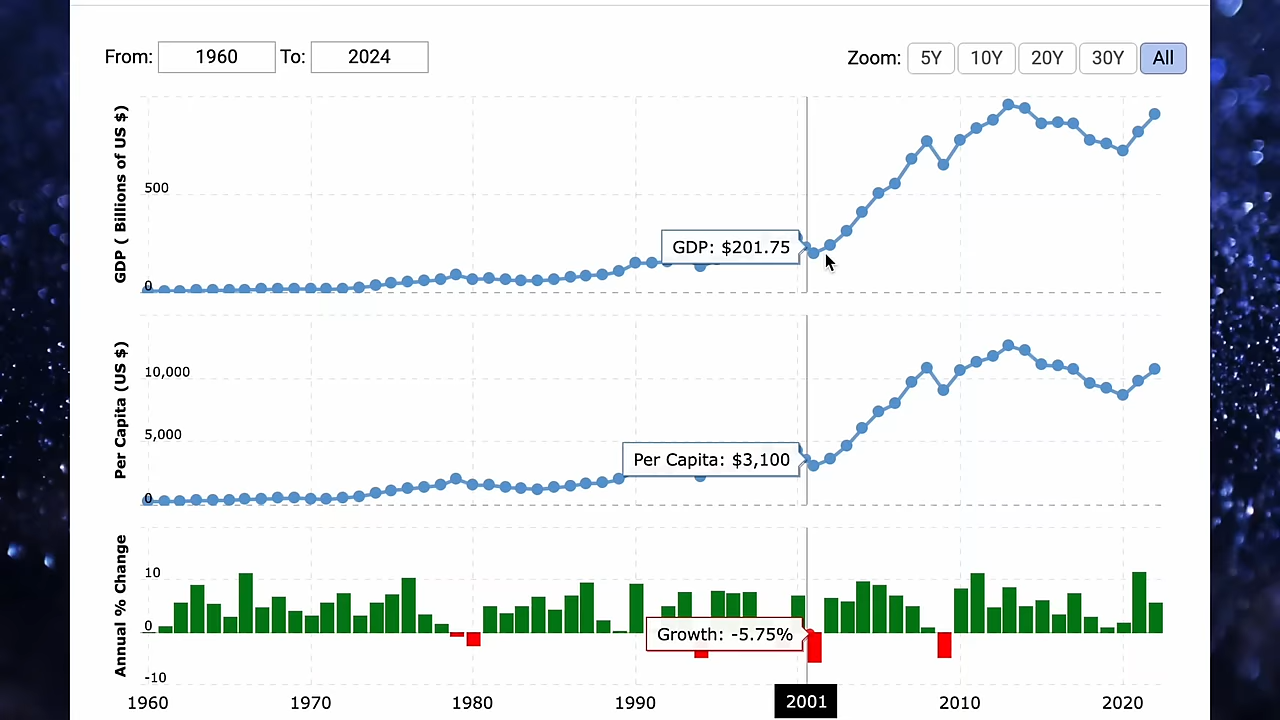 From: 1960 To: 2024 Zoom: 5Y 10Y 20Y 30Y All
GDP ( Billions of US $)
500
0
GDP: $201.75
Per Capita (US $)
10,000
5,000
0
Per Capita: $3,100
Annual % Change
10
0
-10
Growth: -5.75%
1960 1970 1980 1990 2001 2010 2020